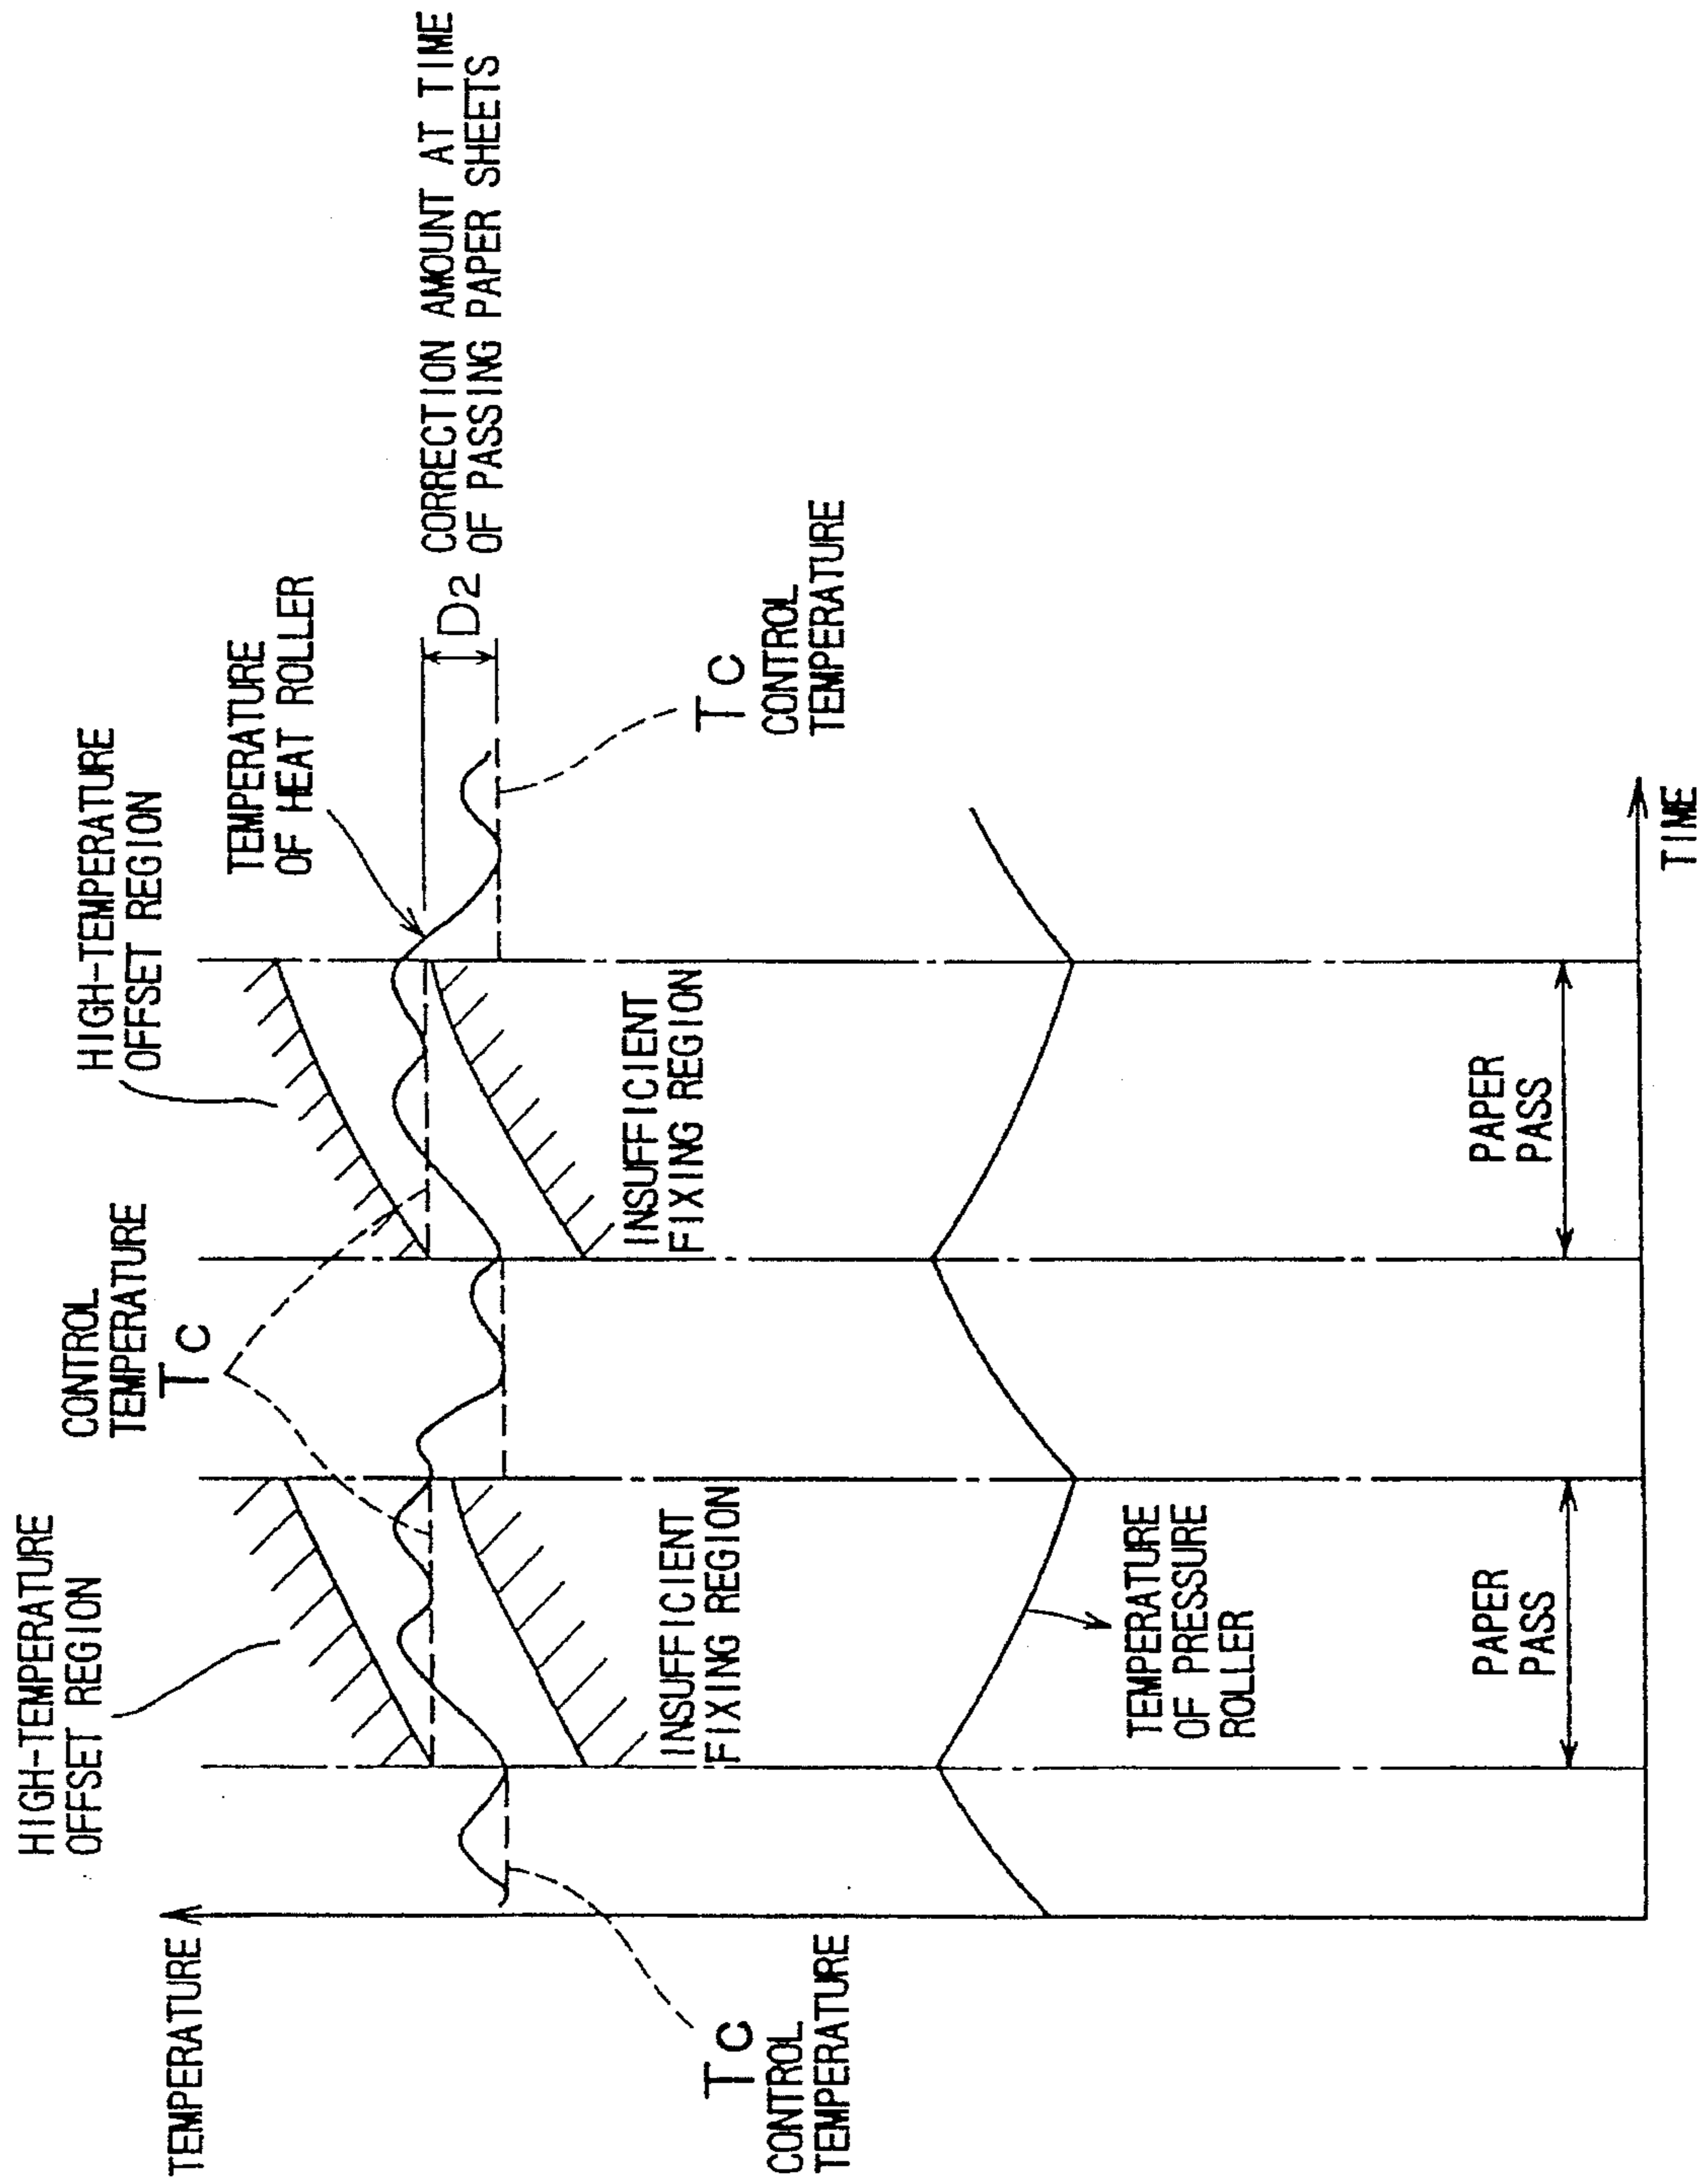 TEMPERATURE
HIGH-TEMPERATURE
OFFSET REGION
CONTROL
TEMPERATURE
Tc
HIGH-TEMPERATURE
OFFSET REGION
TEMPERATURE
OF HEAT ROLLER
D2
CORRECTION AMOUNT AT TIME
OF PASSING PAPER SHEETS
Tc
CONTROL
TEMPERATURE
INSUFFICIENT
FIXING REGION
INSUFFICIENT
FIXING REGION
Tc
CONTROL
TEMPERATURE
TEMPERATURE
OF PRESSURE
ROLLER
PAPER
PASS
PAPER
PASS
TIME